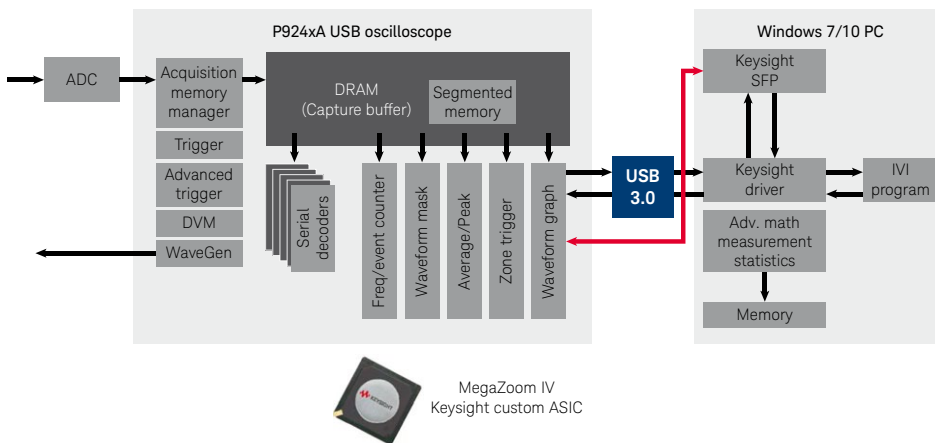 P924xA USB oscilloscope
Windows 7/10 PC
ADC
Acquisition
memory
manager
Trigger
Advanced
trigger
DVM
WaveGen
DRAM
(Capture buffer)
Segmented
memory
Serial
decoders
Freq/event counter
Waveform mask
Average/Peak
Zone trigger
Waveform graph
USB
3.0
Keysight
SFP
Keysight
driver
IVI
program
Adv. math
measurement
statistics
Memory
KEYSIGHT
MegaZoom IV
Keysight custom ASIC